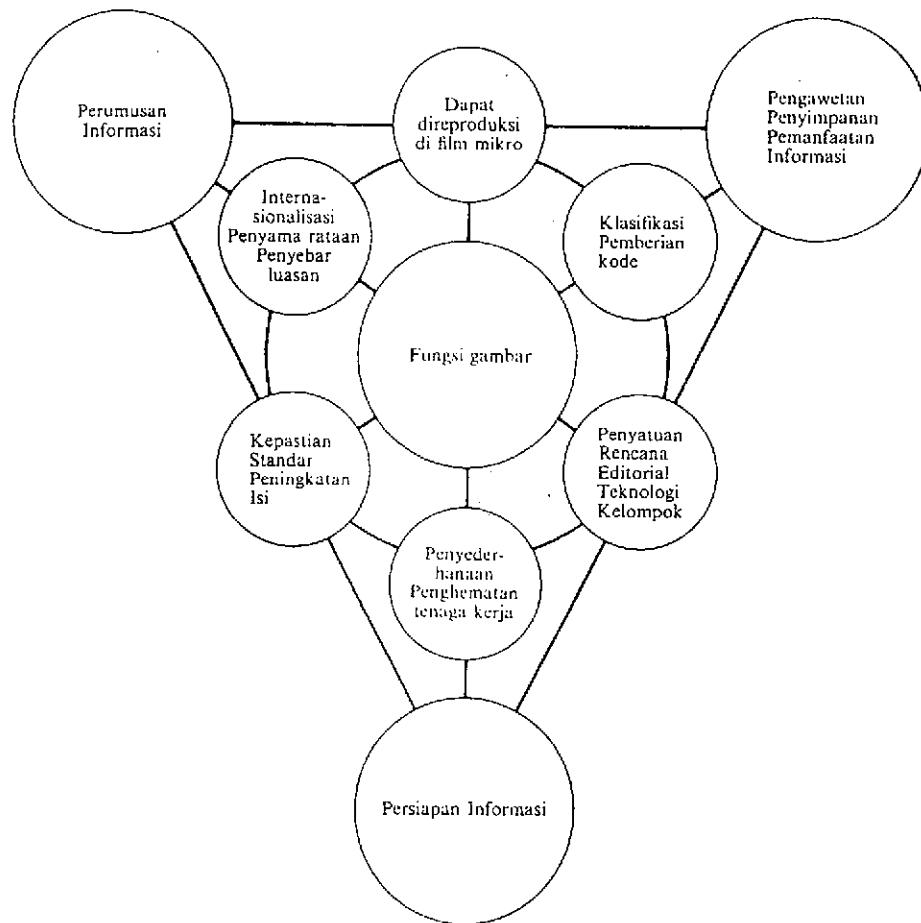 Perumusan
Informasi
Dapat
direproduksi
di film mikro
Pengawetan
Penyimpanan
Pemanfaatan
Informasi
Interna-
sionalisasi
Penyama rataan
Penyebar
luasan
Klasifikasi
Pemberian
kode
Fungsi gambar
Kepastian
Standar
Peningkatan
Isi
Penyatuan
Rencana
Editorial
Teknologi
Kelompok
Penyeder-
hanaan
Penghematan
tenaga kerja
Persiapan Informasi